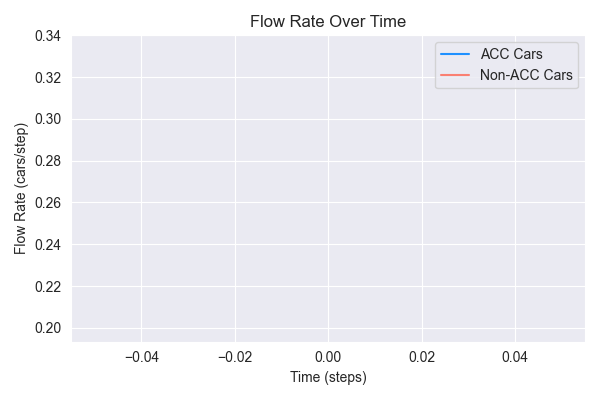 Flow Rate Over Time
ACC Cars
Non-ACC Cars
Flow Rate (cars/step)
0.34
0.32
0.30
0.28
0.26
0.24
0.22
0.20
−0.04 −0.02 0.00 0.02 0.04
Time (steps)